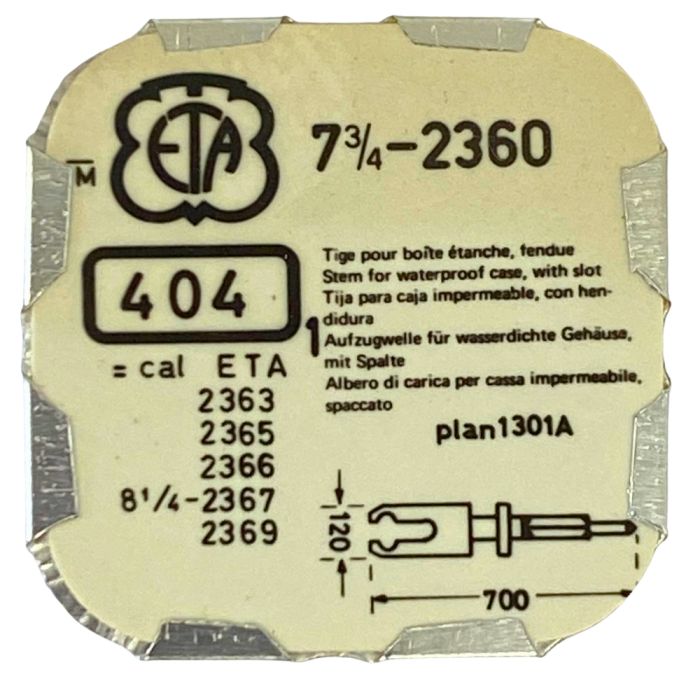 ETA
M
7¾-2360
404
= cal ETA
2363
2365
2366
8¼-2367
2369
Tige pour boîte étanche, fendue
Stem for waterproof case, with slot
Tija para caja impermeable, con hen-
didura
1
Aufzugwelle für wasserdichte Gehäuse,
mit Spalte
Albero di carica per cassa impermeabile,
spaccato
plan1301A
120
700